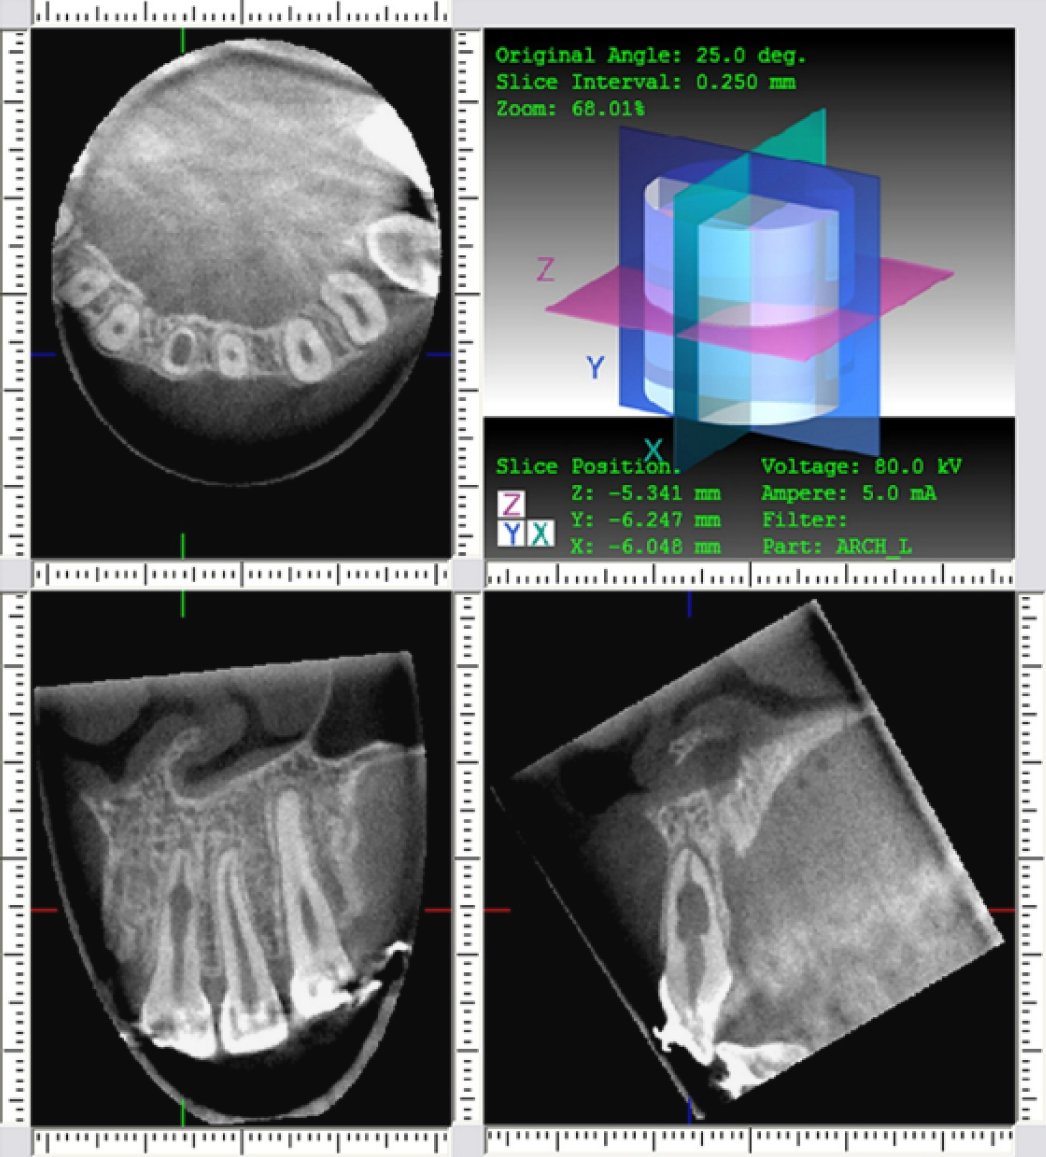 Original Angle: 25.0 deg.
Slice Interval: 0.250 mm
Zoom: 68.01%
Z
Y
X
Slice Position. Voltage: 80.0 kV
Z Z: -5.341 mm Ampere: 5.0 mA
Y X Y: -6.247 mm Filter:
X: -6.048 mm Part: ARCH_L